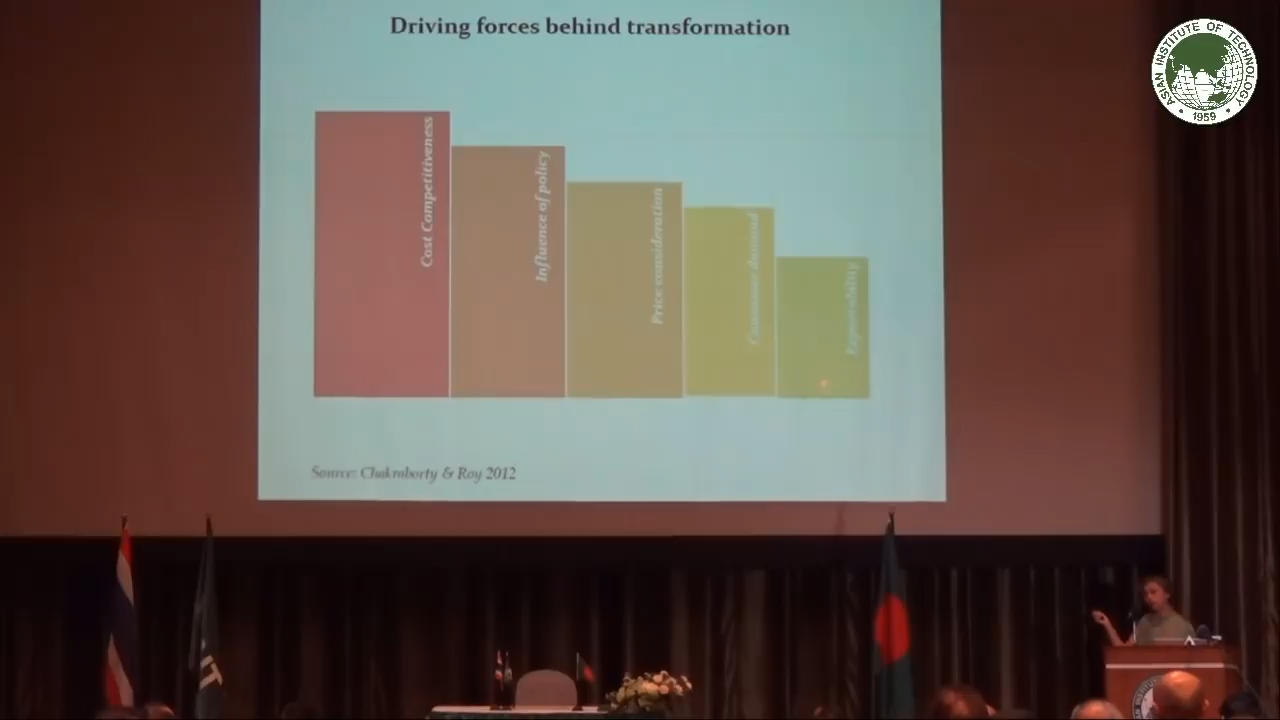 Driving forces behind transformation
Cost Competitiveness
Influence of policy
Price consideration
Consumer demand
Expandability
Source: Chakraborty & Roy 2012
ASIAN INSTITUTE OF TECHNOLOGY
1959